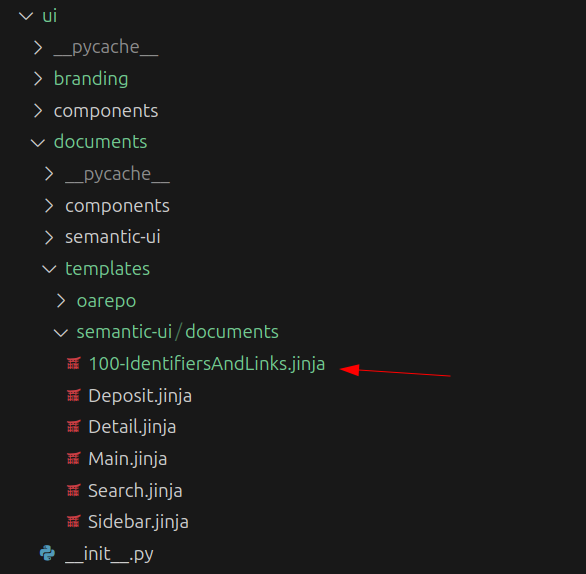 ui
__pycache__
branding
components
documents
__pycache__
components
semantic-ui
templates
oarepo
semantic-ui/documents
100-IdentifiersAndLinks.jinja
Deposit.jinja
Detail.jinja
Main.jinja
Search.jinja
Sidebar.jinja
__init__.py